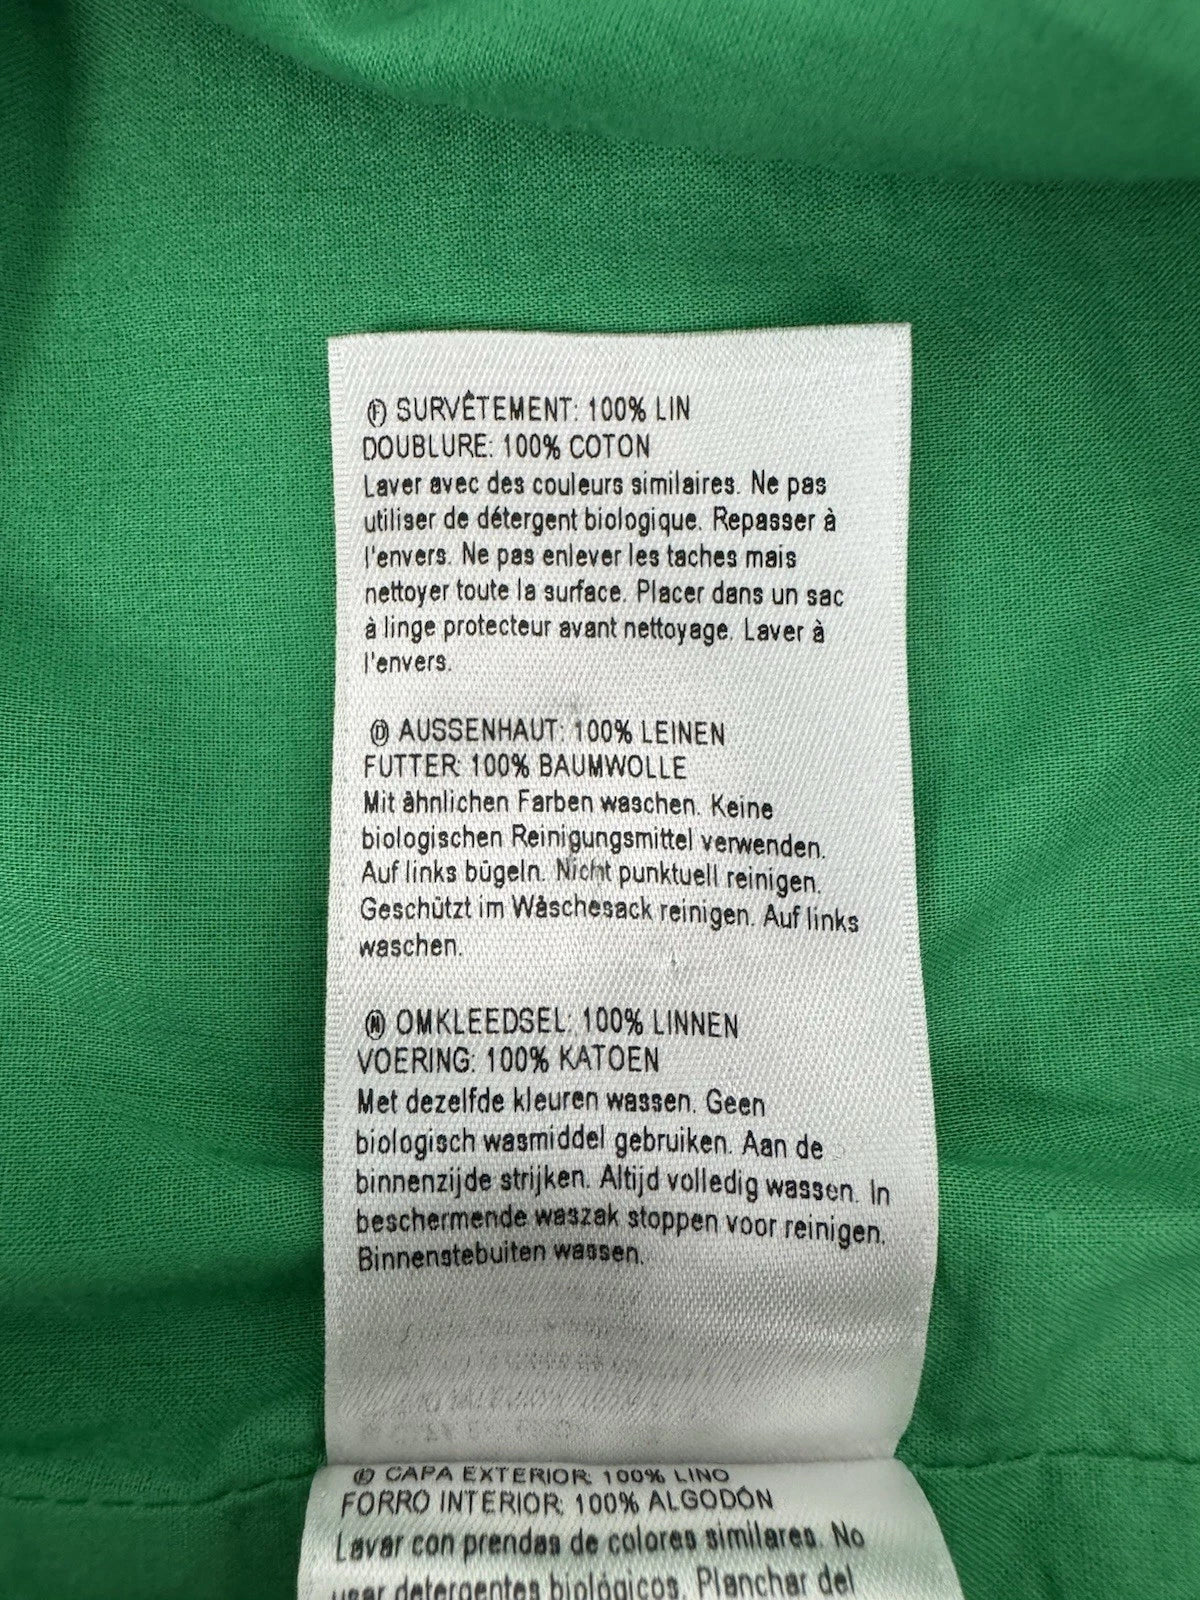 Ⓕ SURVÊTEMENT: 100% LIN
DOUBLURE: 100% COTON
Laver avec des couleurs similaires. Ne pas
utiliser de détergent biologique. Repasser à
l'envers. Ne pas enlever les taches mais
nettoyer toute la surface. Placer dans un sac
à linge protecteur avant nettoyage. Laver à
l'envers.
Ⓓ AUSSENHAUT: 100% LEINEN
FUTTER: 100% BAUMWOLLE
Mit ähnlichen Farben waschen. Keine
biologischen Reinigungsmittel verwenden.
Auf links bügeln. Nicht punktuell reinigen.
Geschützt im Wäschesack reinigen. Auf links
waschen.
Ⓝ OMKLEEDSEL: 100% LINNEN
VOERING: 100% KATOEN
Met dezelfde kleuren wassen. Geen
biologisch wasmiddel gebruiken. Aan de
binnenzijde strijken. Altijd volledig wassen. In
beschermende waszak stoppen voor reinigen.
Binnenstebuiten wassen.
Ⓔ CAPA EXTERIOR: 100% LINO
FORRO INTERIOR: 100% ALGODÓN
Lavar con prendas de colores similares. No
usar detergentes biológicos. Planchar del